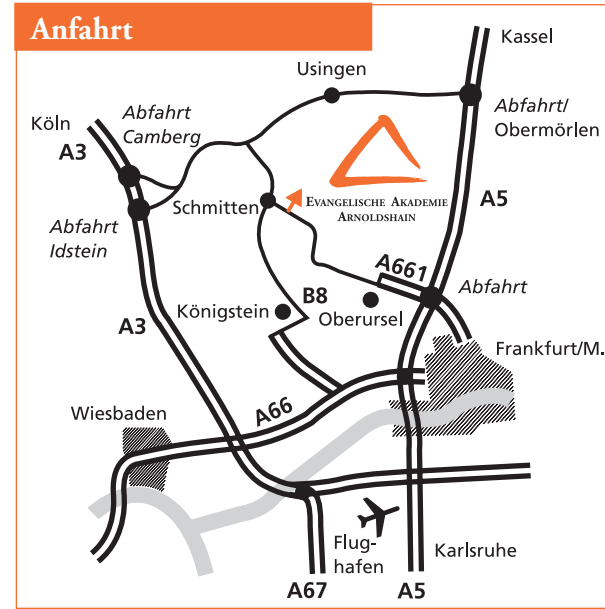 Anfahrt
Kassel
Usingen
Abfahrt
Camberg
Köln
A3
Abfahrt/
Obermörlen
EVANGELISCHE AKADEMIE
ARNOLDSHAIN
Schmitten
A5
Abfahrt
Idstein
A661
Abfahrt
B8
Königstein
Oberursel
A3
Frankfurt/M.
A66
Wiesbaden
Flug-
hafen
Karlsruhe
A67
A5